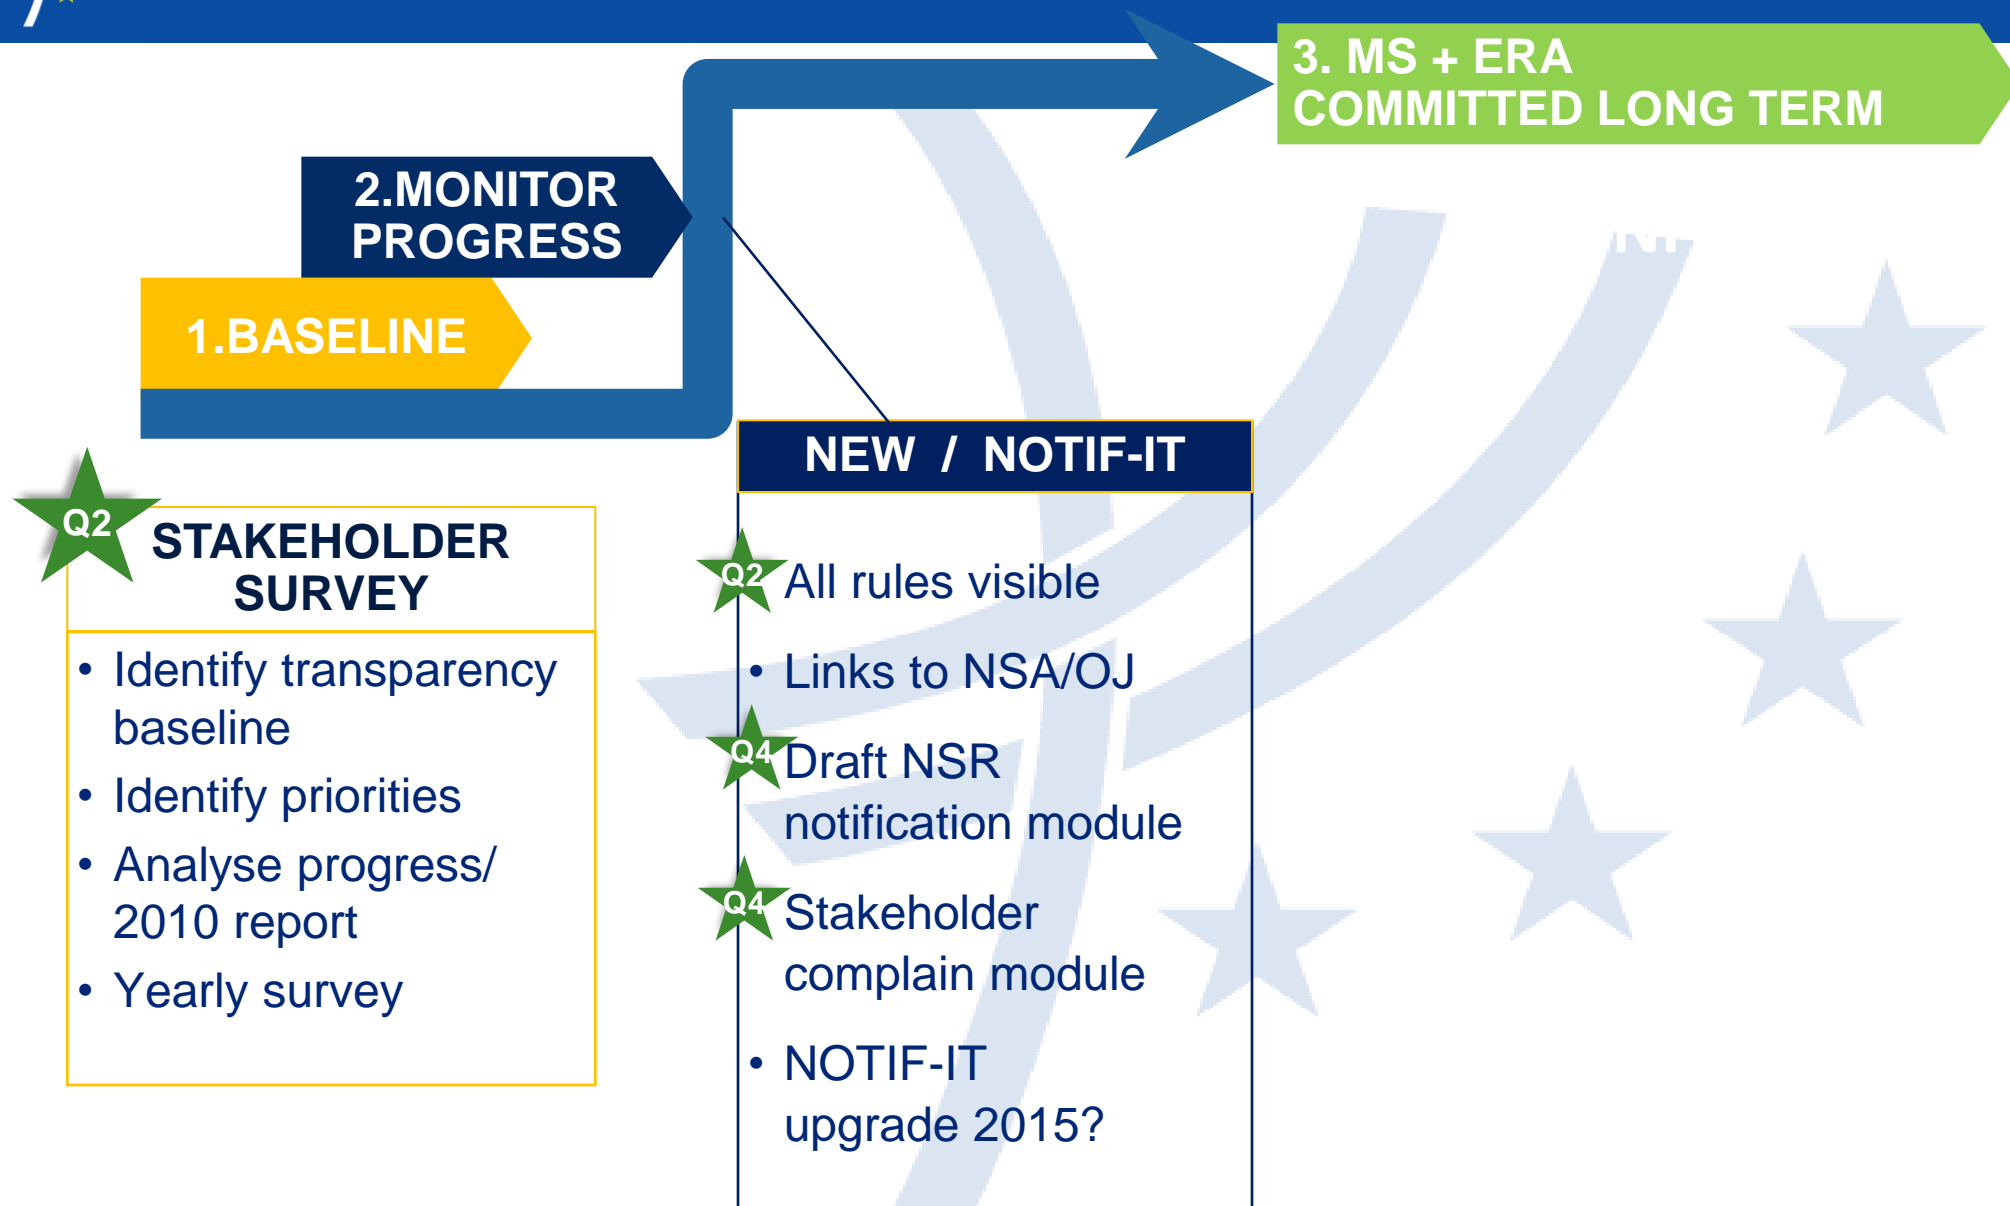 3. MS + ERA
COMMITTED LONG TERM
2.MONITOR
PROGRESS
1.BASELINE
Q2
STAKEHOLDER
SURVEY
• Identify transparency
baseline
• Identify priorities
• Analyse progress/
2010 report
• Yearly survey
NEW / NOTIF-IT
Q2 All rules visible
• Links to NSA/OJ
Q4 Draft NSR
notification module
Q4 Stakeholder
complain module
• NOTIF-IT
upgrade 2015?